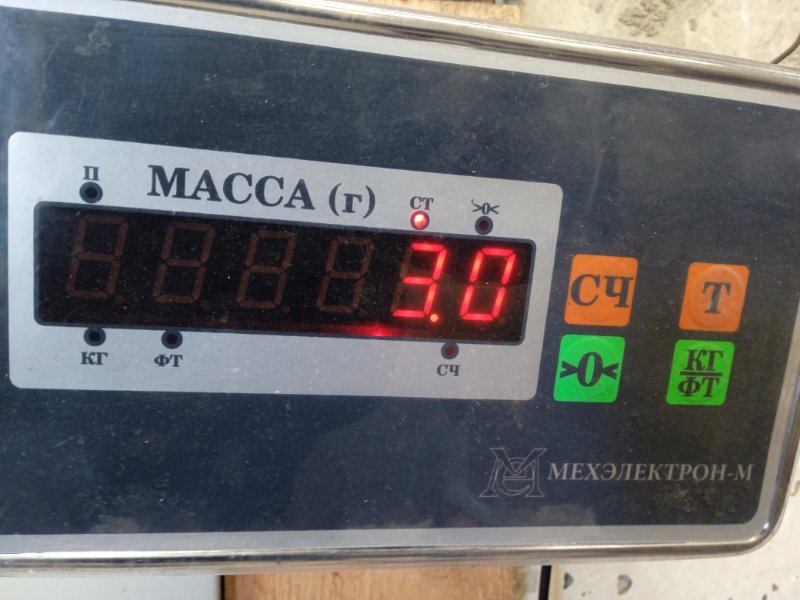 П
МАССА (г)
СТ
>0<
3.0
КГ
ФТ
СЧ
СЧ
Т
>0<
КГ
ФТ
МЕХЭЛЕКТРОН-М